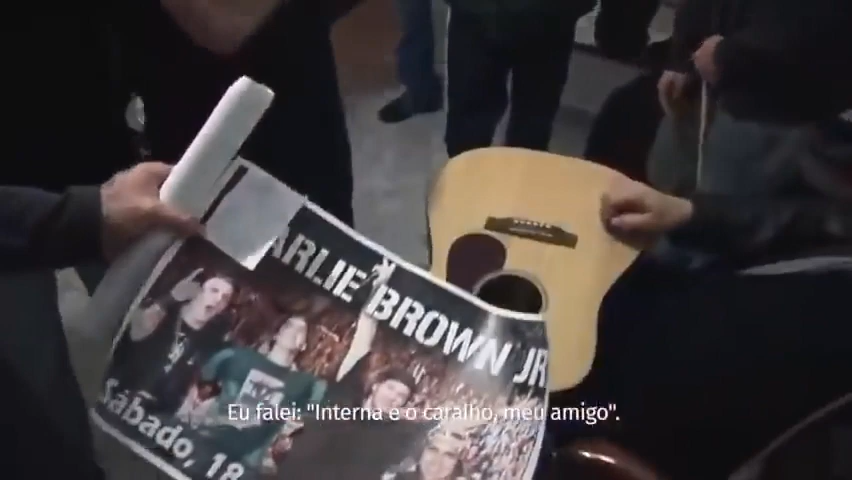 ARLIE BROWN JR
Sábado, 18
Eu falei: "Interna e o caralho, meu amigo".